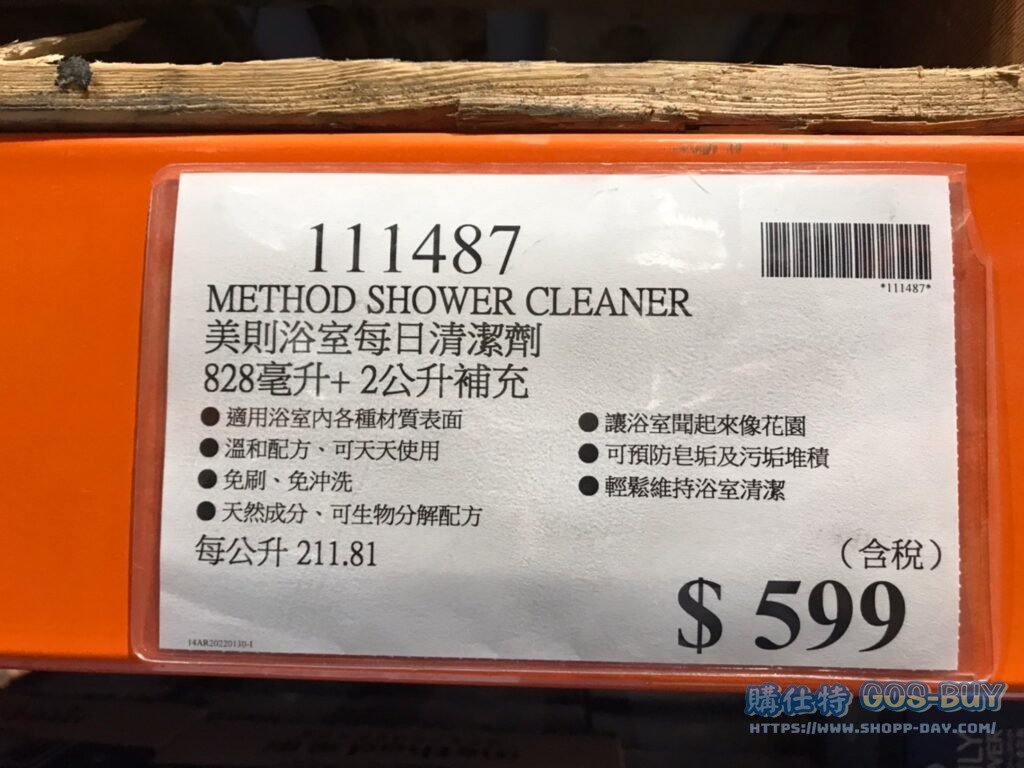 111487
*111487*
METHOD SHOWER CLEANER
美則浴室每日清潔劑
828毫升+ 2公升補充
● 適用浴室內各種材質表面
● 溫和配方、可天天使用
● 免刷、免沖洗
● 天然成分、可生物分解配方
● 讓浴室聞起來像花園
● 可預防皂垢及污垢堆積
● 輕鬆維持浴室清潔
每公升 211.81
（含稅）
$ 599
14AR20220130-1
購仕特 GOS-BUY
HTTPS://WWW.SHOPP-DAY.COM/